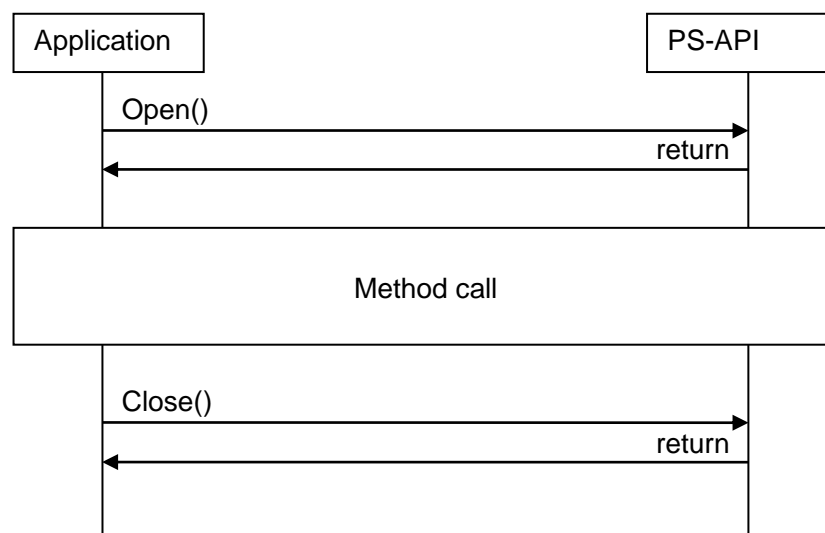 Application
PS-API
Open()
return
Method call
Close()
return